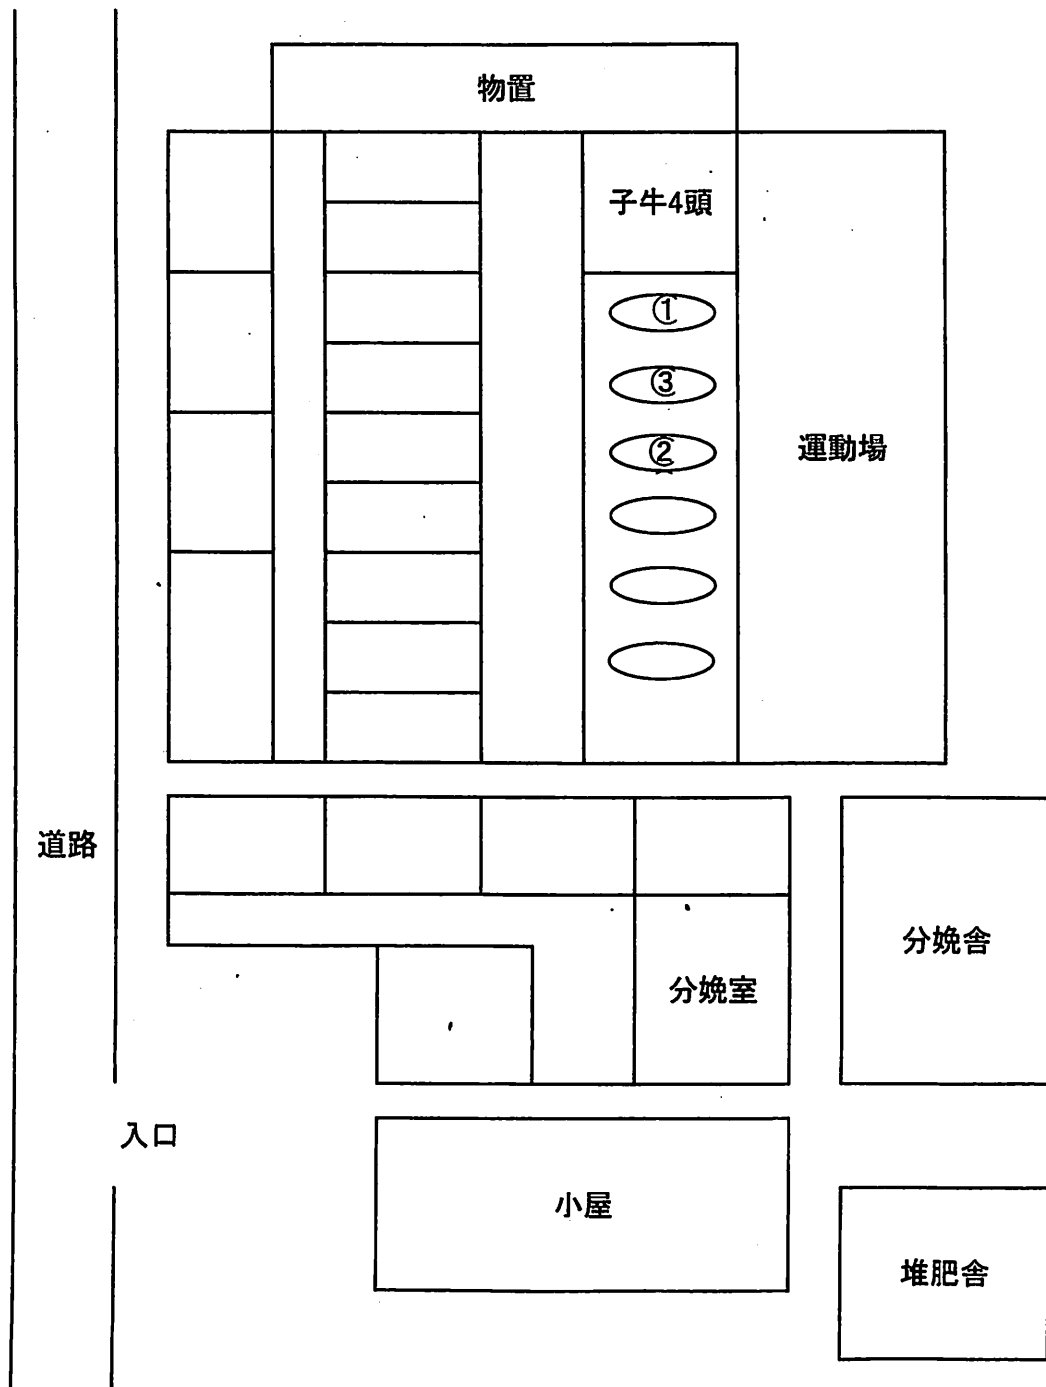 物置
子牛4頭
①
③
②
運動場
道路
分娩舎
分娩室
入口
小屋
堆肥舎